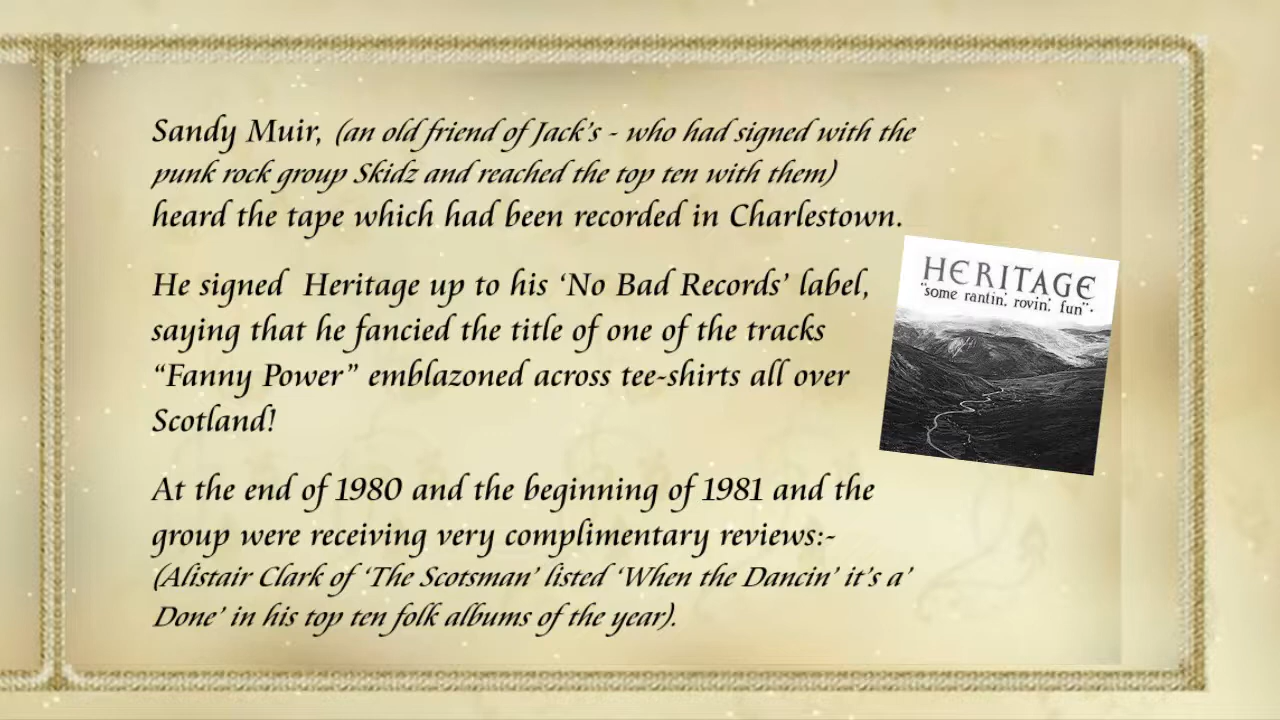 Sandy Muir, (an old friend of Jack's - who had signed with the
punk rock group Skidz and reached the top ten with them)
heard the tape which had been recorded in Charlestown.
He signed  Heritage up to his ‘No Bad Records’ label,
saying that he fancied the title of one of the tracks
“Fanny Power” emblazoned across tee-shirts all over
Scotland!
HERITAGE
"some rantin', rovin', fun"·
At the end of 1980 and the beginning of 1981 and the
group were receiving very complimentary reviews:-
(Alistair Clark of ‘The Scotsman’ listed ‘When the Dancin’ it’s a’
Done’ in his top ten folk albums of the year).